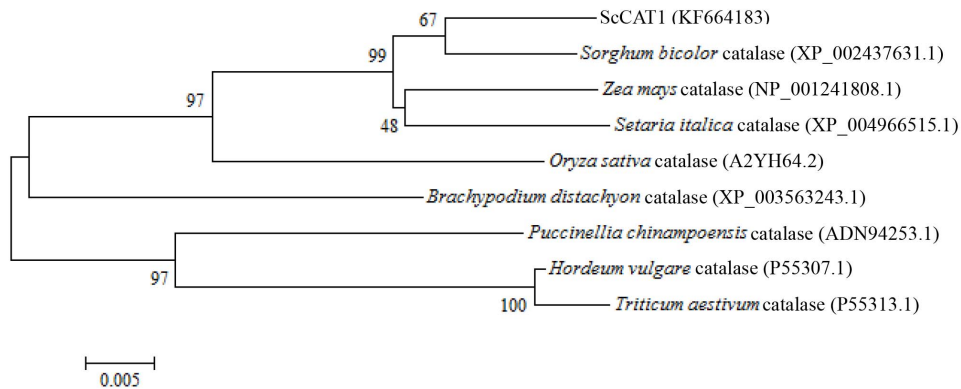 67
ScCAT1 (KF664183)
Sorghum bicolor catalase (XP_002437631.1)
99
Zea mays catalase (NP_001241808.1)
97
48
Setaria italica catalase (XP_004966515.1)
Oryza sativa catalase (A2YH64.2)
Brachypodium distachyon catalase (XP_003563243.1)
Puccinellia chinampoensis catalase (ADN94253.1)
97
Hordeum vulgare catalase (P55307.1)
100
Triticum aestivum catalase (P55313.1)
0.005